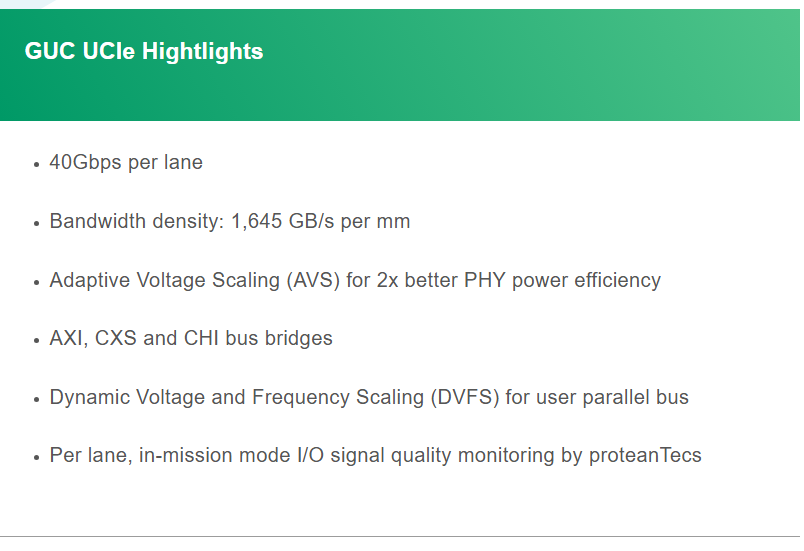 GUC UCIe Hightlights
• 40Gbps per lane
• Bandwidth density: 1,645 GB/s per mm
• Adaptive Voltage Scaling (AVS) for 2x better PHY power efficiency
• AXI, CXS and CHI bus bridges
• Dynamic Voltage and Frequency Scaling (DVFS) for user parallel bus
• Per lane, in-mission mode I/O signal quality monitoring by proteanTecs